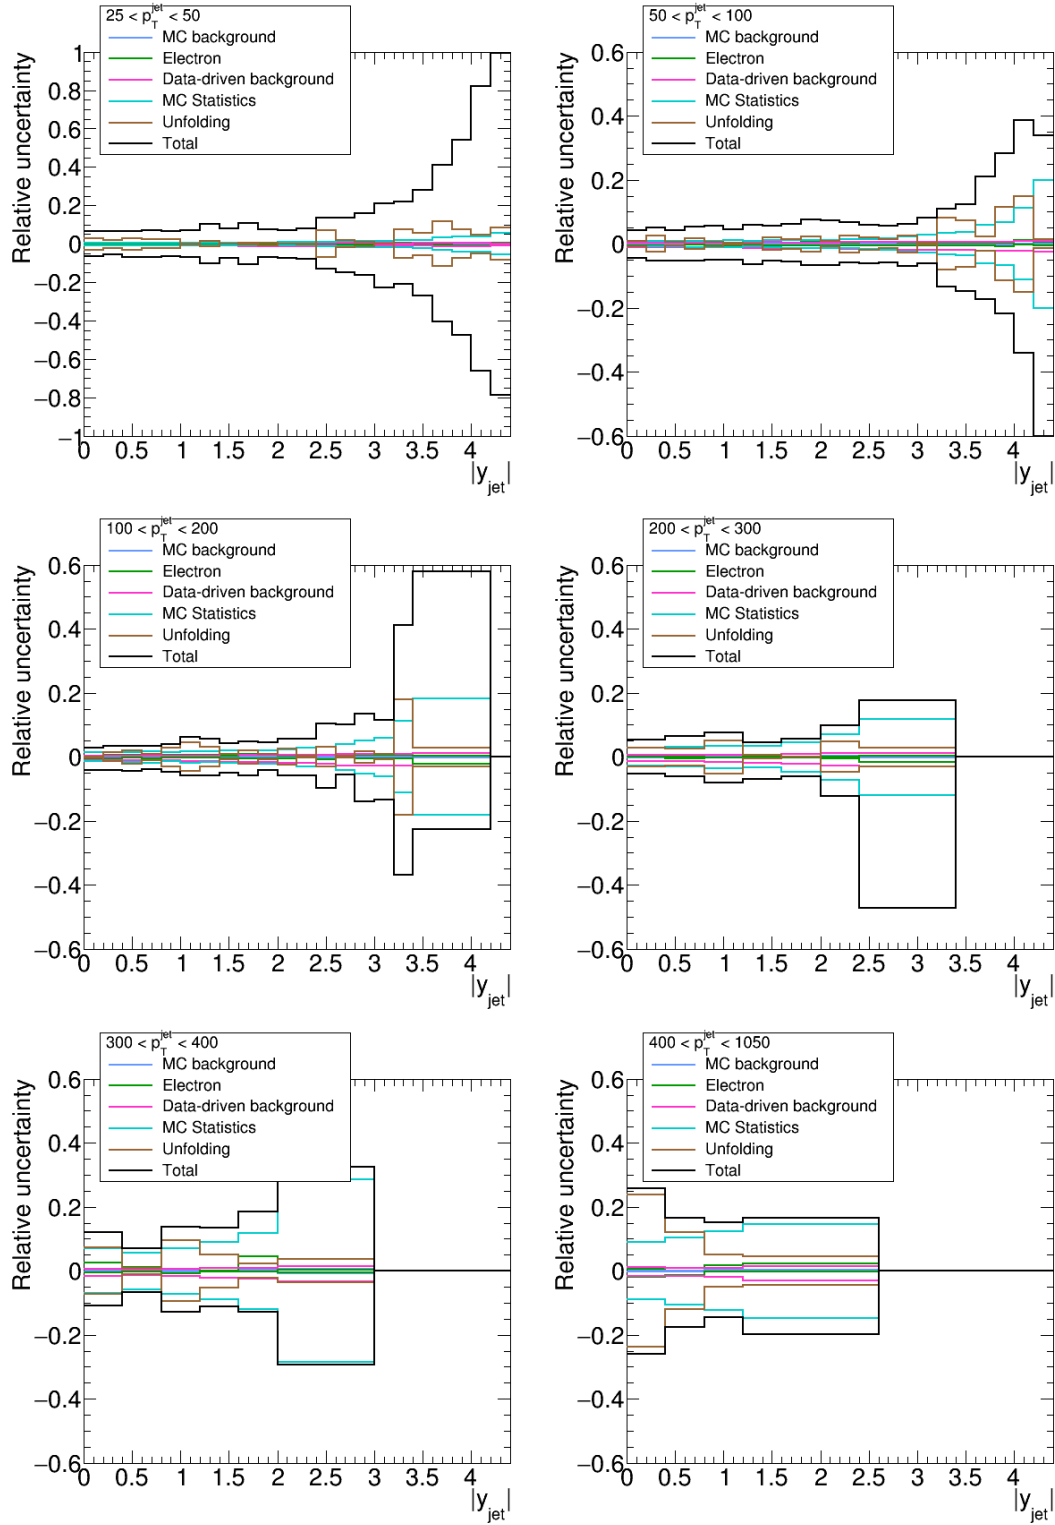 25 < p_T^jet < 50
MC background
Electron
Data-driven background
MC Statistics
Unfolding
Total
Relative uncertainty
1
0.8
0.6
0.4
0.2
0
−0.2
−0.4
−0.6
−0.8
−1
0 0.5 1 1.5 2 2.5 3 3.5 4
|y_jet|
50 < p_T^jet < 100
MC background
Electron
Data-driven background
MC Statistics
Unfolding
Total
Relative uncertainty
0.6
0.4
0.2
0
−0.2
−0.4
−0.6
0 0.5 1 1.5 2 2.5 3 3.5 4
|y_jet|
100 < p_T^jet < 200
MC background
Electron
Data-driven background
MC Statistics
Unfolding
Total
Relative uncertainty
0.6
0.4
0.2
0
−0.2
−0.4
−0.6
0 0.5 1 1.5 2 2.5 3 3.5 4
|y_jet|
200 < p_T^jet < 300
MC background
Electron
Data-driven background
MC Statistics
Unfolding
Total
Relative uncertainty
0.6
0.4
0.2
0
−0.2
−0.4
−0.6
0 0.5 1 1.5 2 2.5 3 3.5 4
|y_jet|
300 < p_T^jet < 400
MC background
Electron
Data-driven background
MC Statistics
Unfolding
Total
Relative uncertainty
0.6
0.4
0.2
0
−0.2
−0.4
−0.6
0 0.5 1 1.5 2 2.5 3 3.5 4
|y_jet|
400 < p_T^jet < 1050
MC background
Electron
Data-driven background
MC Statistics
Unfolding
Total
Relative uncertainty
0.6
0.4
0.2
0
−0.2
−0.4
−0.6
0 0.5 1 1.5 2 2.5 3 3.5 4
|y_jet|